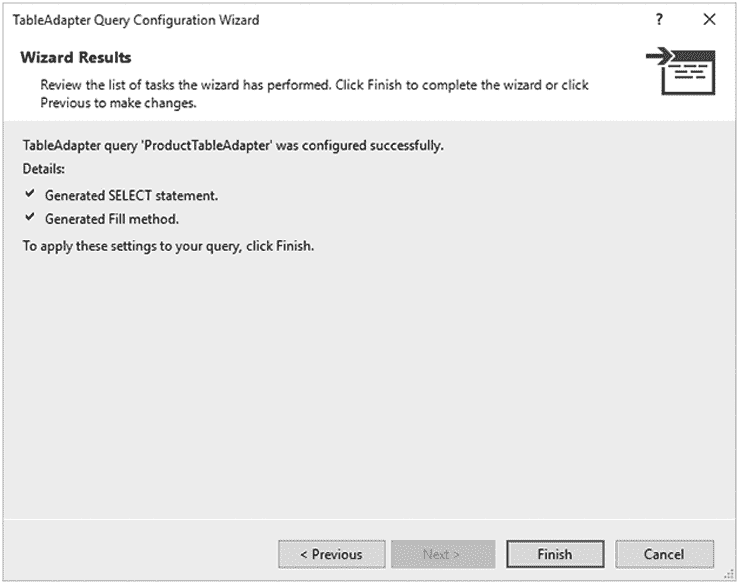 TableAdapter Query Configuration Wizard
?
Wizard Results
Review the list of tasks the wizard has performed. Click Finish to complete the wizard or click
Previous to make changes.
TableAdapter query 'ProductTableAdapter' was configured successfully.
Details:
Generated SELECT statement.
Generated Fill method.
To apply these settings to your query, click Finish.
< Previous
Next >
Finish
Cancel